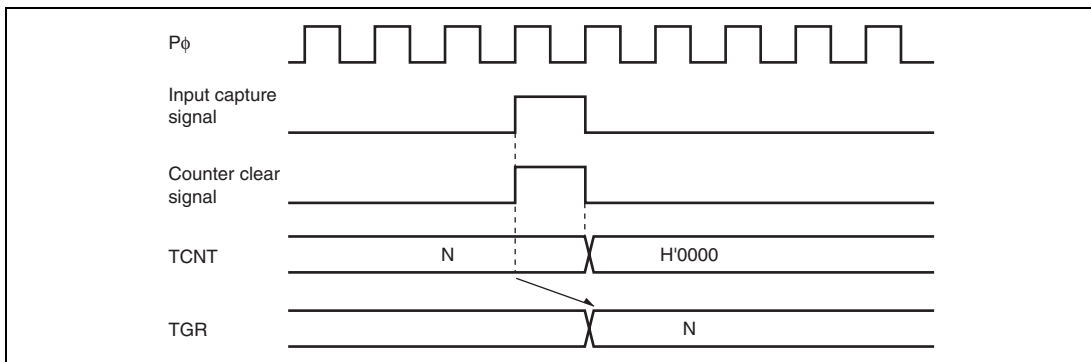 Pϕ
Input capture
signal
Counter clear
signal
TCNT
N
H'0000
TGR
N